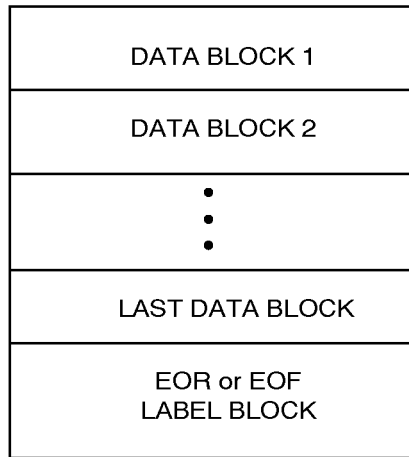 DATA BLOCK 1
DATA BLOCK 2
LAST DATA BLOCK
EOR or EOF
LABEL BLOCK